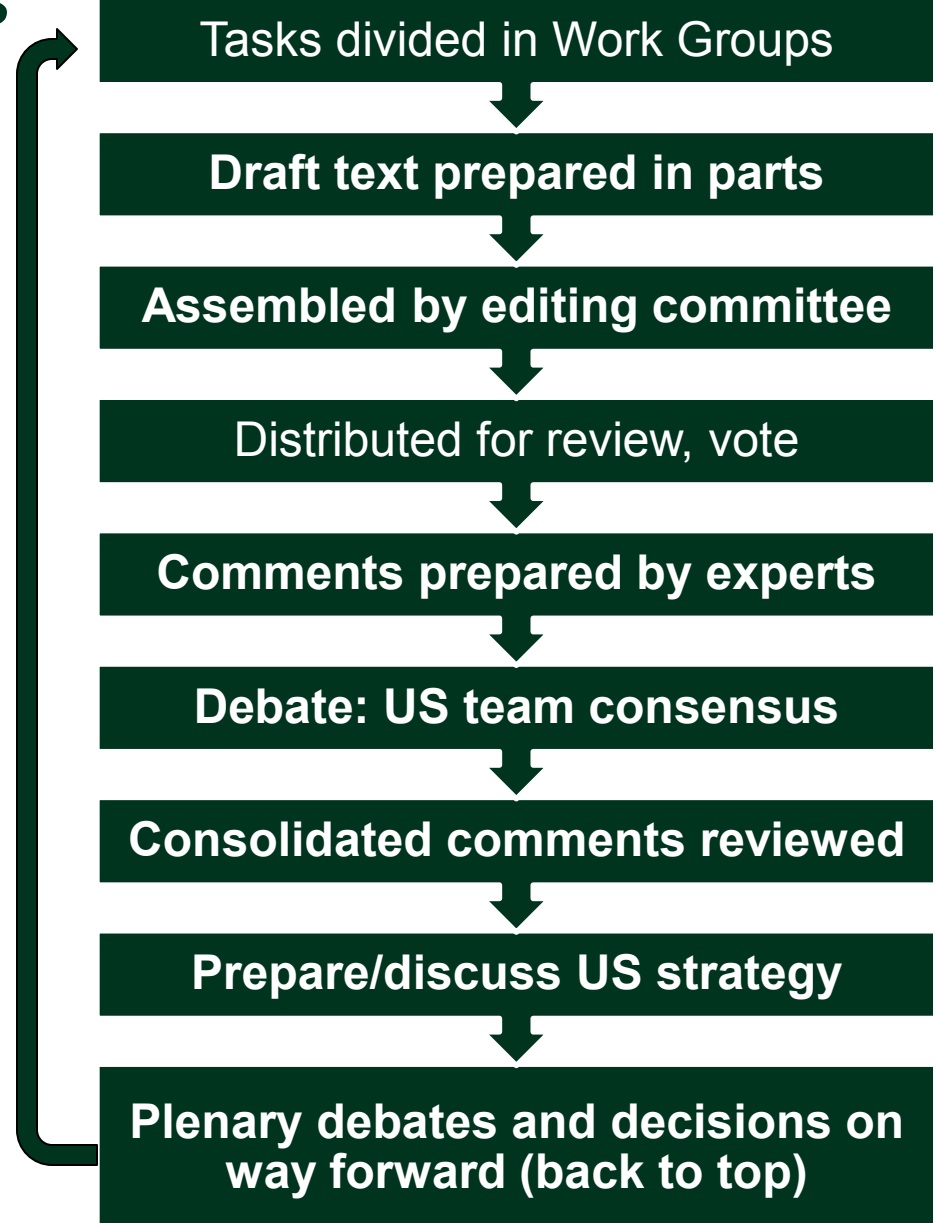 Tasks divided in Work Groups
Draft text prepared in parts
Assembled by editing committee
Distributed for review, vote
Comments prepared by experts
Debate: US team consensus
Consolidated comments reviewed
Prepare/discuss US strategy
Plenary debates and decisions on
way forward (back to top)